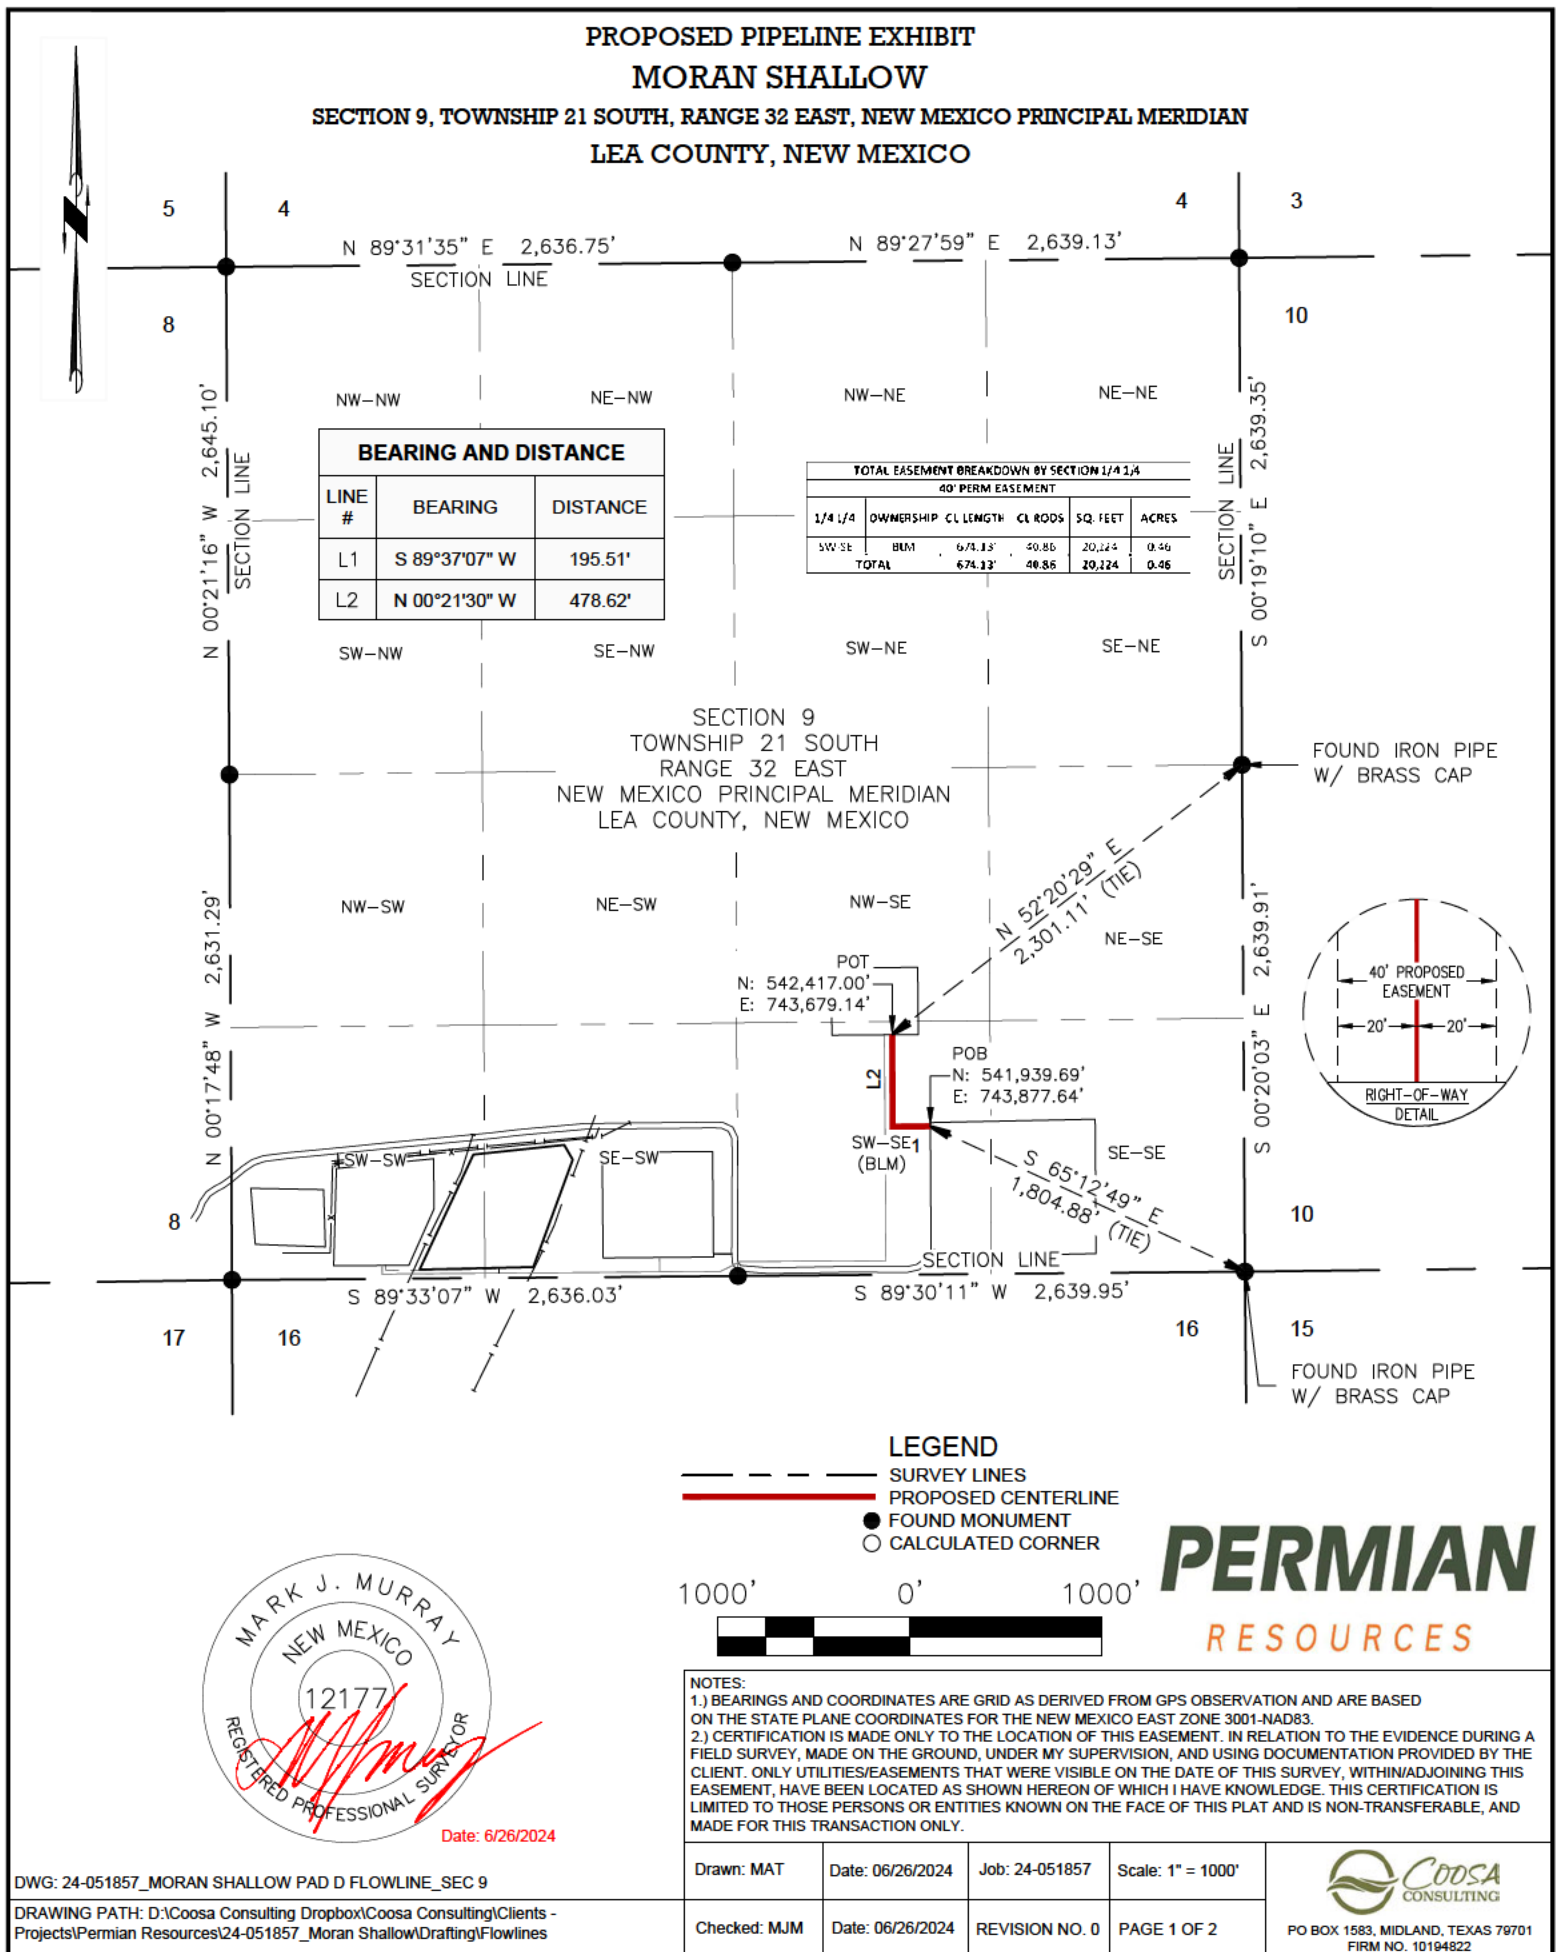 PROPOSED PIPELINE EXHIBIT
MORAN SHALLOW
SECTION 9, TOWNSHIP 21 SOUTH, RANGE 32 EAST, NEW MEXICO PRINCIPAL MERIDIAN
LEA COUNTY, NEW MEXICO
5 4 4 3
N 89°31'35" E 2,636.75' N 89°27'59" E 2,639.13'
SECTION LINE
8 10
N 00°21'16" W 2,645.10'
SECTION LINE
SECTION LINE
S 00°19'10" E 2,639.35'
NW-NW NE-NW NW-NE NE-NE
BEARING AND DISTANCE
LINE # BEARING DISTANCE
L1 S 89°37'07" W 195.51'
L2 N 00°21'30" W 478.62'
TOTAL EASEMENT BREAKDOWN BY SECTION 1/4 1/4
40' PERM EASEMENT
1/4 1/4 OWNERSHIP CL LENGTH CL RODS SQ. FEET ACRES
SW-SE BLM 674.13' 40.86 20,224 0.46
TOTAL 674.13' 40.86 20,224 0.46
SW-NW SE-NW SW-NE SE-NE
SECTION 9
TOWNSHIP 21 SOUTH
RANGE 32 EAST
NEW MEXICO PRINCIPAL MERIDIAN
LEA COUNTY, NEW MEXICO
FOUND IRON PIPE
W/ BRASS CAP
N 52°20'29" E
2,301.11' (TIE)
N 00°17'48" W 2,631.29'
S 00°20'03" E 2,639.91'
NW-SW NE-SW NW-SE NE-SE
POT
N: 542,417.00'
E: 743,679.14'
40' PROPOSED
EASEMENT
20' 20'
RIGHT-OF-WAY
DETAIL
L2
POB
N: 541,939.69'
E: 743,877.64'
SW-SW SE-SW
SW-SE 1
(BLM)
SE-SE
S 65°12'49" E
1,804.88' (TIE)
8 10
SECTION LINE
S 89°33'07" W 2,636.03' S 89°30'11" W 2,639.95'
17 16 16 15
FOUND IRON PIPE
W/ BRASS CAP
LEGEND
SURVEY LINES
PROPOSED CENTERLINE
FOUND MONUMENT
CALCULATED CORNER
1000' 0' 1000'
PERMIAN
RESOURCES
MARK J. MURRAY
NEW MEXICO
12177
REGISTERED PROFESSIONAL SURVEYOR
Date: 6/26/2024
NOTES:
1.) BEARINGS AND COORDINATES ARE GRID AS DERIVED FROM GPS OBSERVATION AND ARE BASED
ON THE STATE PLANE COORDINATES FOR THE NEW MEXICO EAST ZONE 3001-NAD83.
2.) CERTIFICATION IS MADE ONLY TO THE LOCATION OF THIS EASEMENT. IN RELATION TO THE EVIDENCE DURING A
FIELD SURVEY, MADE ON THE GROUND, UNDER MY SUPERVISION, AND USING DOCUMENTATION PROVIDED BY THE
CLIENT. ONLY UTILITIES/EASEMENTS THAT WERE VISIBLE ON THE DATE OF THIS SURVEY, WITHIN/ADJOINING THIS
EASEMENT, HAVE BEEN LOCATED AS SHOWN HEREON OF WHICH I HAVE KNOWLEDGE. THIS CERTIFICATION IS
LIMITED TO THOSE PERSONS OR ENTITIES KNOWN ON THE FACE OF THIS PLAT AND IS NON-TRANSFERABLE, AND
MADE FOR THIS TRANSACTION ONLY.
DWG: 24-051857_MORAN SHALLOW PAD D FLOWLINE_SEC 9
DRAWING PATH: D:\Coosa Consulting Dropbox\Coosa Consulting\Clients -
Projects\Permian Resources\24-051857_Moran Shallow\Drafting\Flowlines
Drawn: MAT Date: 06/26/2024 Job: 24-051857 Scale: 1" = 1000'
Checked: MJM Date: 06/26/2024 REVISION NO. 0 PAGE 1 OF 2
COOSA
CONSULTING
PO BOX 1583, MIDLAND, TEXAS 79701
FIRM NO. 10194822